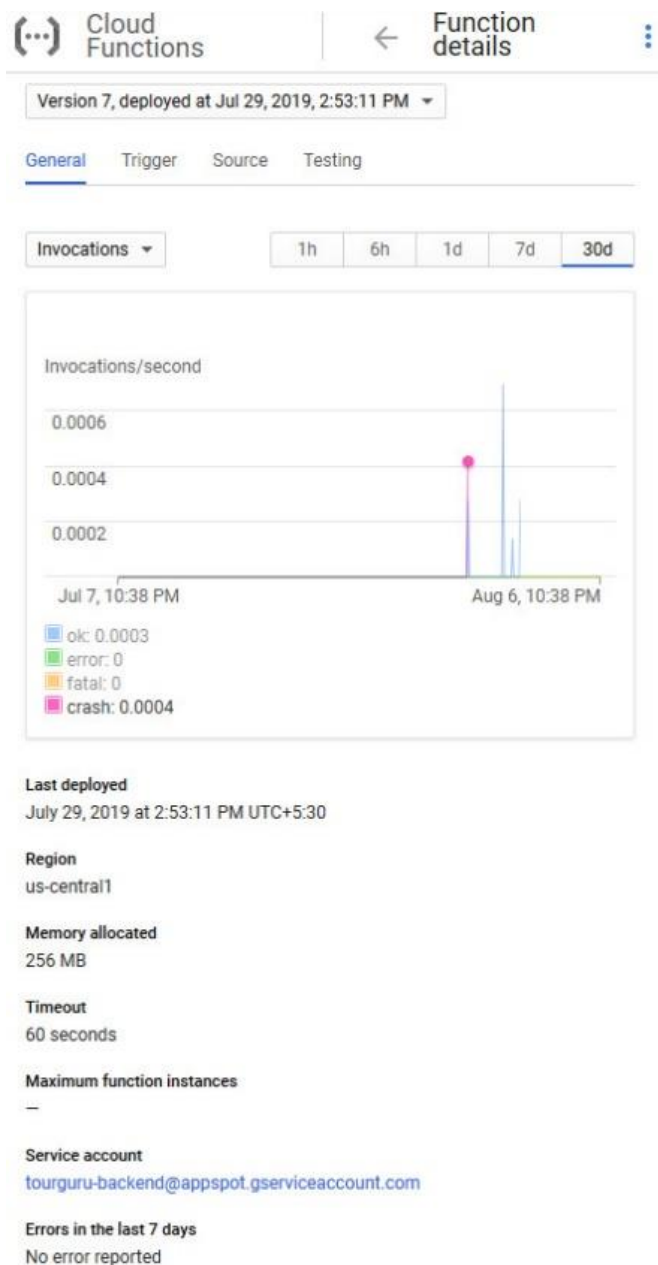 Cloud
Functions
Function
details
Version 7, deployed at Jul 29, 2019, 2:53:11 PM
General Trigger Source Testing
Invocations 1h 6h 1d 7d 30d
Invocations/second
0.0006
0.0004
0.0002
Jul 7, 10:38 PM Aug 6, 10:38 PM
ok: 0.0003
error: 0
fatal: 0
crash: 0.0004
Last deployed
July 29, 2019 at 2:53:11 PM UTC+5:30
Region
us-central1
Memory allocated
256 MB
Timeout
60 seconds
Maximum function instances
—
Service account
tourguru-backend@appspot.gserviceaccount.com
Errors in the last 7 days
No error reported